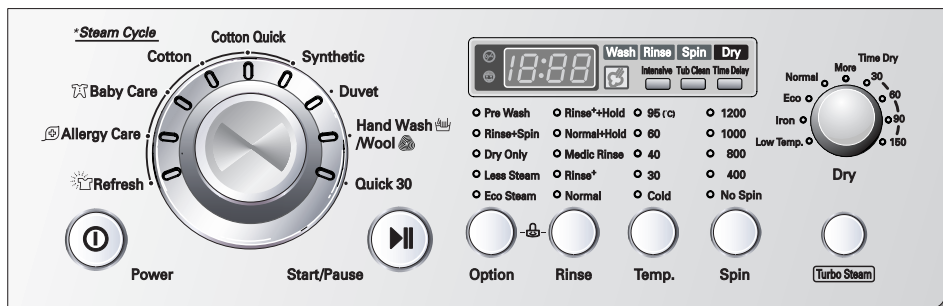 *Steam Cycle
Cotton
Cotton Quick
Synthetic
Baby Care
Duvet
Allergy Care
Hand Wash
/Wool
Refresh
Quick 30
Power
Start/Pause
18:88
Wash Rinse Spin Dry
Intensive Tub Clean Time Delay
Pre Wash
Rinse+Spin
Dry Only
Less Steam
Eco Steam
Option
Rinse⁺+Hold
Normal+Hold
Medic Rinse
Rinse⁺
Normal
Rinse
95 (°C)
60
40
30
Cold
Temp.
1200
1000
800
400
No Spin
Spin
Time Dry
More
Normal
30
Eco
60
Iron
90
Low Temp.
150
Dry
Turbo Steam